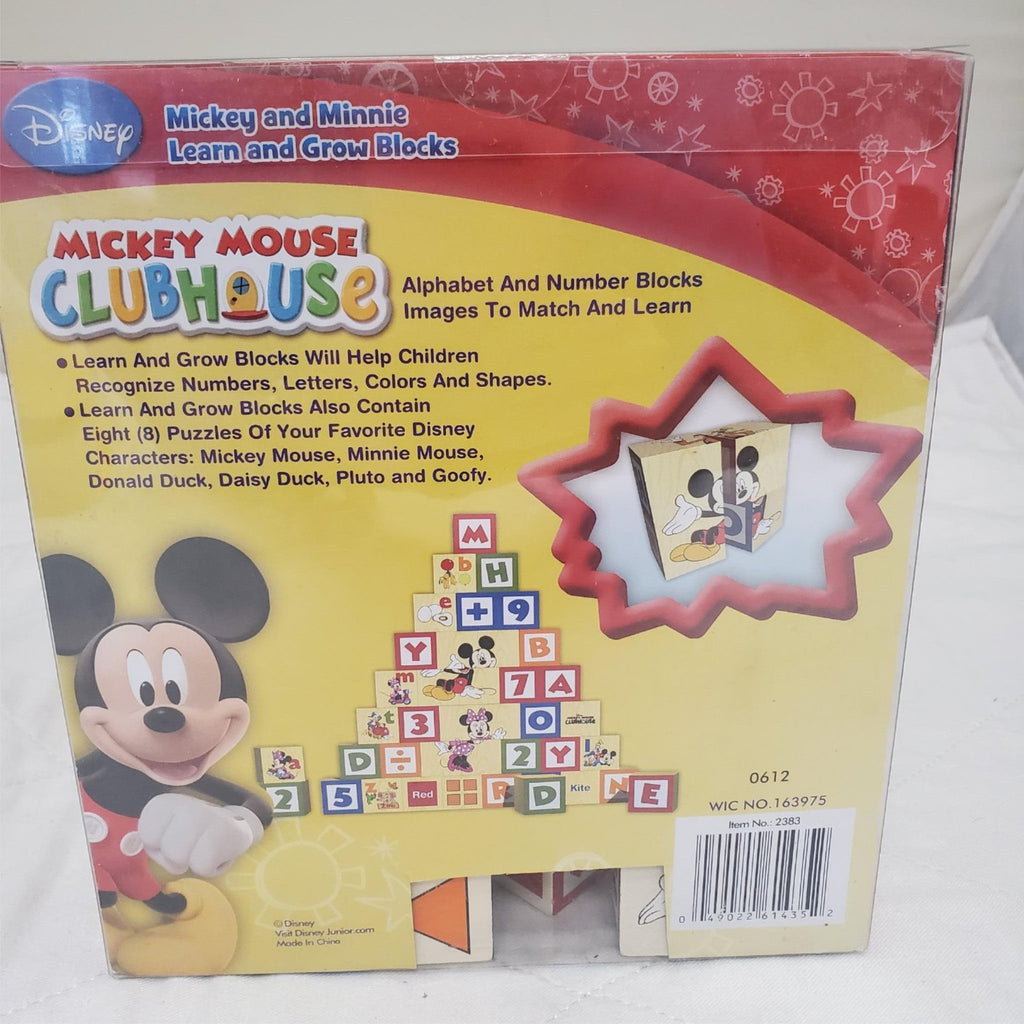 Disney
Mickey and Minnie
Learn and Grow Blocks
MICKEY MOUSE
CLUBHOUSE
Alphabet And Number Blocks
Images To Match And Learn
• Learn And Grow Blocks Will Help Children
Recognize Numbers, Letters, Colors And Shapes.
• Learn And Grow Blocks Also Contain
Eight (8) Puzzles Of Your Favorite Disney
Characters: Mickey Mouse, Minnie Mouse,
Donald Duck, Daisy Duck, Pluto and Goofy.
M
b H
e + 9
Y B
m 7 A
t 3 O CLUBHOUSE
a D ÷ 2 Y l
2 5 Z Red R D Kite N E
0612
WIC NO.163975
Item No.: 2383
0 49022 61435 2
© Disney
Visit Disney Junior.com
Made In China